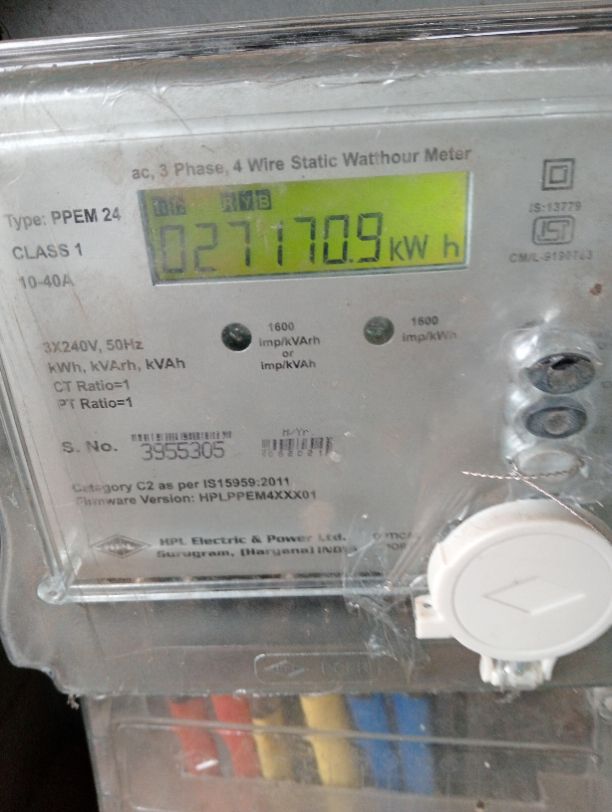 ac, 3 Phase, 4 Wire Static Watthour Meter
Type: PPEM 24
CLASS 1
10-40A
R Y B
027170.9 kW h
IS:13779
3X240V, 50Hz
kWh, kVArh, kVAh
CT Ratio=1
PT Ratio=1
1600
imp/kVArh
or
imp/kVAh
1600
imp/kWh
S. No.
3955305
M/Yr
Category C2 as per IS15959:2011
Firmware Version: HPLPPEM4XXX01
HPL Electric & Power Ltd.
Gurugram, (Haryana) INDIA